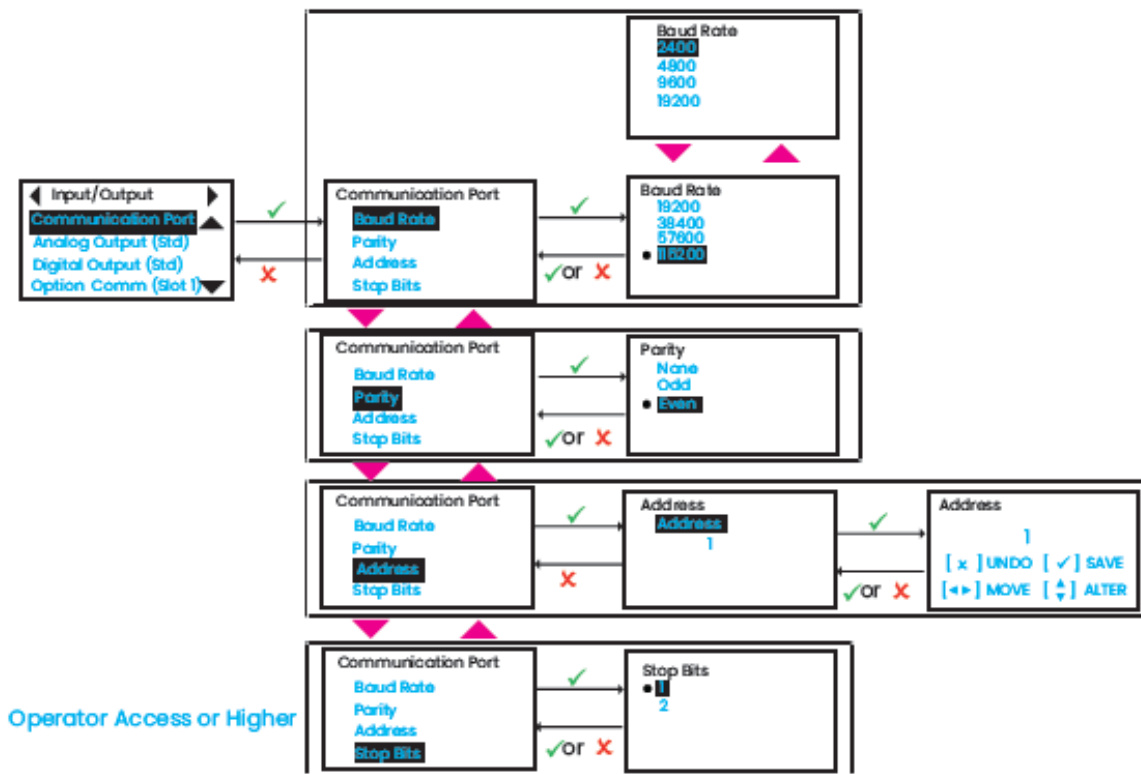 Baud Rate
2400
4800
9600
19200
Input/Output
Communication Port
Analog Output (Std)
Digital Output (Std)
Option Comm (Slot 1)
Communication Port
Baud Rate
Parity
Address
Stop Bits
or
Baud Rate
19200
38400
57600
115200
Communication Port
Baud Rate
Parity
Address
Stop Bits
or
Parity
None
Odd
Even
Communication Port
Baud Rate
Parity
Address
Stop Bits
Address
Address
1
or
Address
1
[ x ] UNDO [ ✓ ] SAVE
[◄►] MOVE [▲▼] ALTER
Operator Access or Higher
Communication Port
Baud Rate
Parity
Address
Stop Bits
or
Stop Bits
1
2